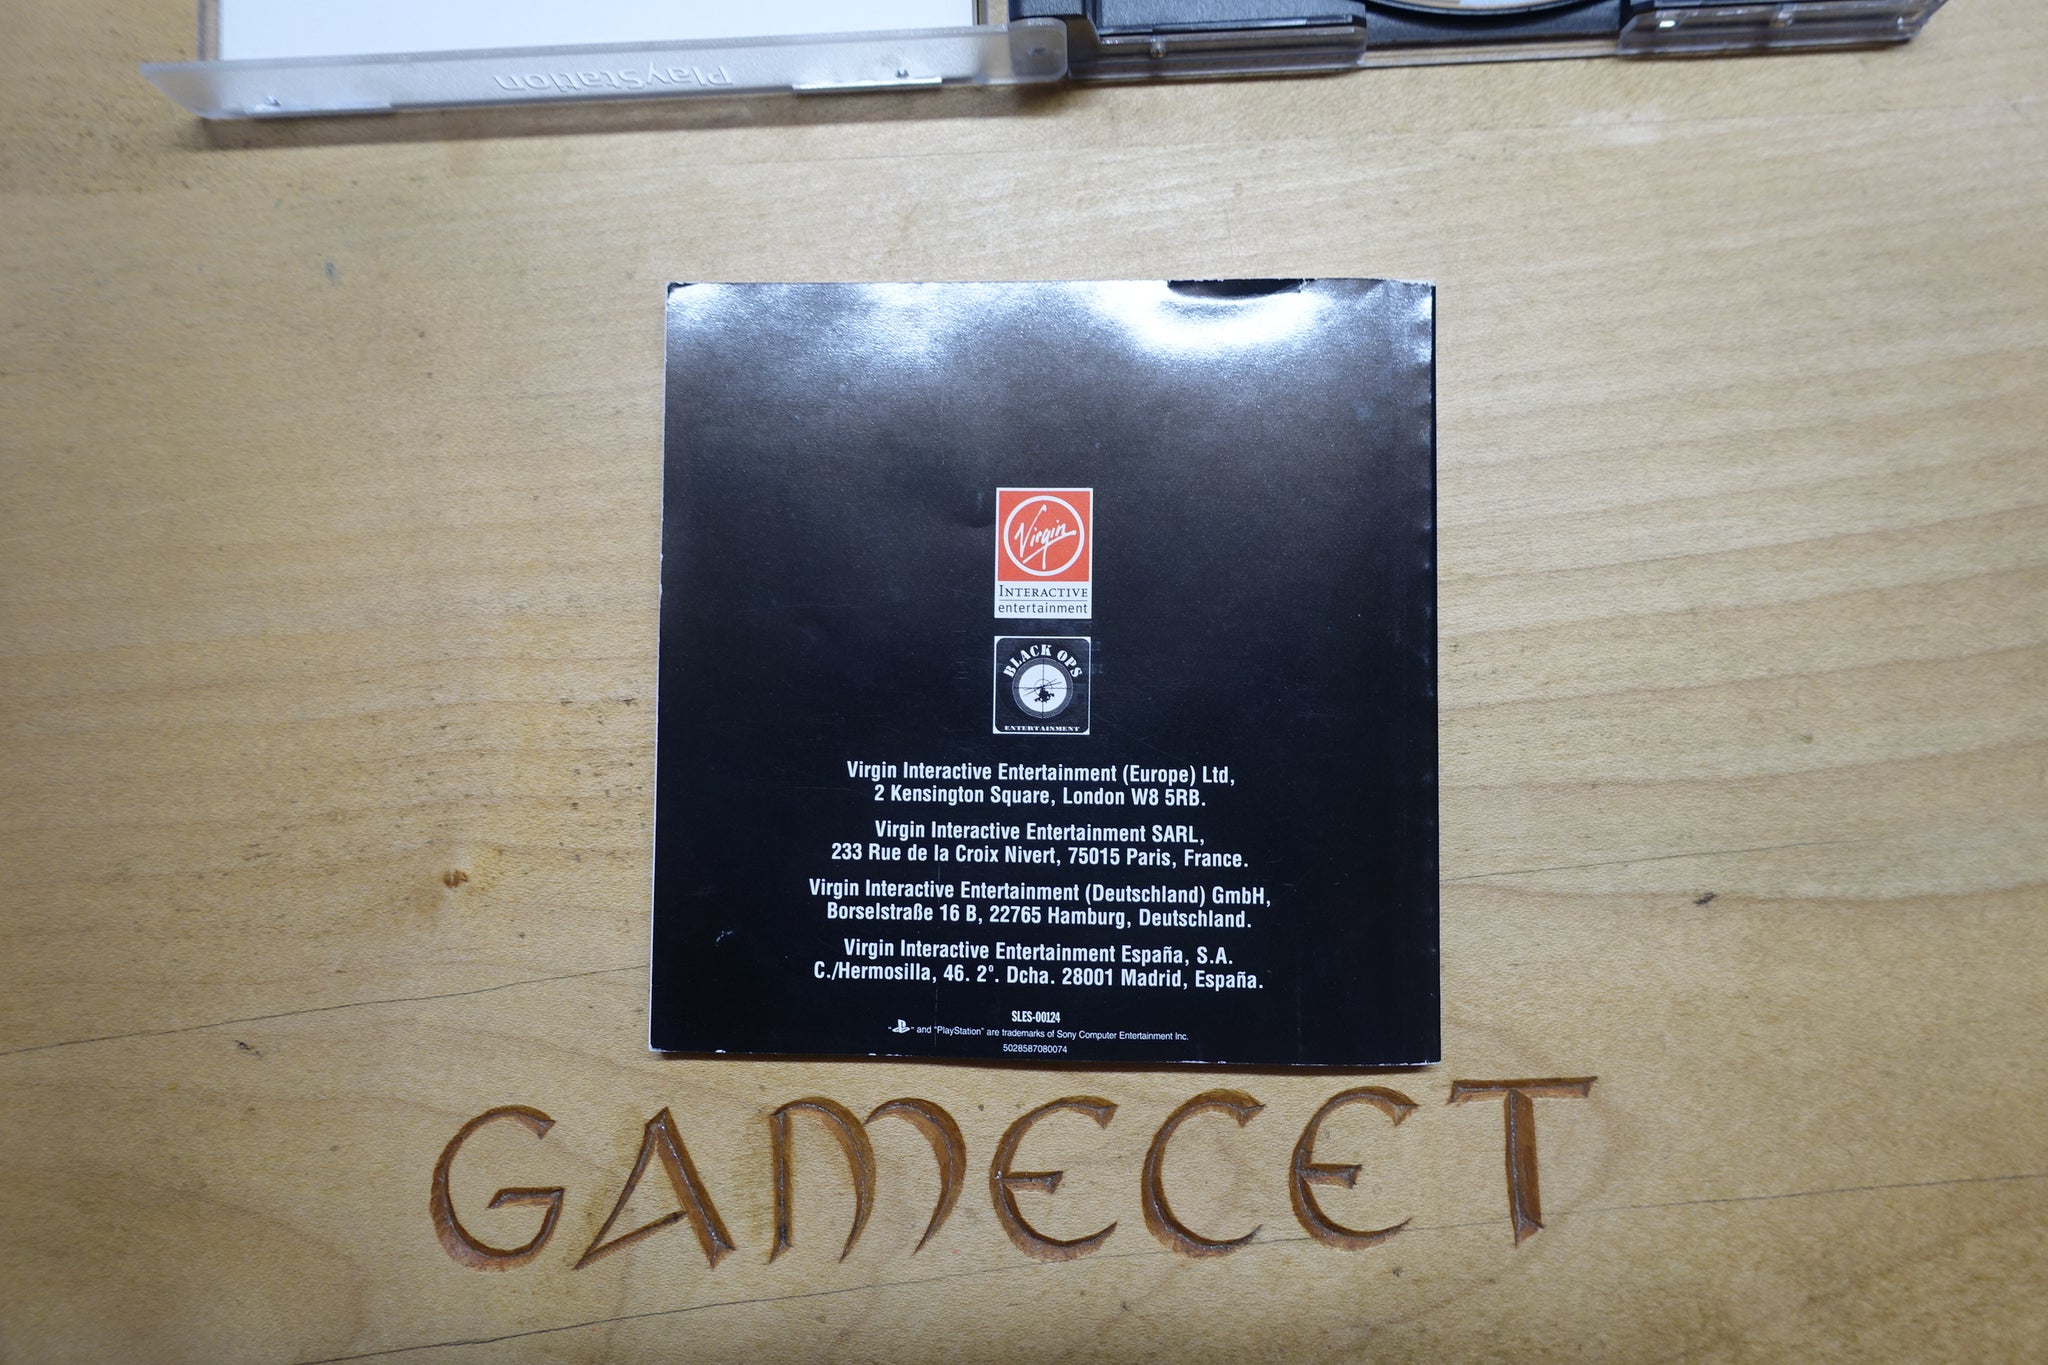 PlayStation
Virgin
INTERACTIVE
entertainment
BLACK OPS
ENTERTAINMENT
Virgin Interactive Entertainment (Europe) Ltd,
2 Kensington Square, London W8 5RB.
Virgin Interactive Entertainment SARL,
233 Rue de la Croix Nivert, 75015 Paris, France.
Virgin Interactive Entertainment (Deutschland) GmbH,
Borselstraße 16 B, 22765 Hamburg, Deutschland.
Virgin Interactive Entertainment España, S.A.
C./Hermosilla, 46. 2º. Dcha. 28001 Madrid, España.
SLES-00124
" " and "PlayStation" are trademarks of Sony Computer Entertainment Inc.
5028587080074
GAMECET